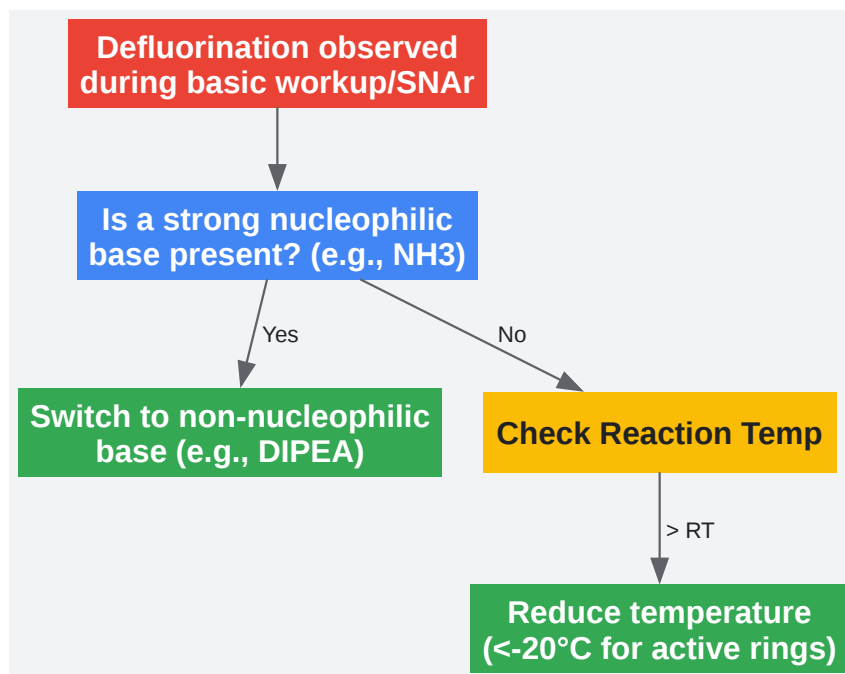 Defluorination observed
during basic workup/SNAr
Is a strong nucleophilic
base present? (e.g., NH3)
Yes
No
Switch to non-nucleophilic
base (e.g., DIPEA)
Check Reaction Temp
> RT
Reduce temperature
(<-20°C for active rings)